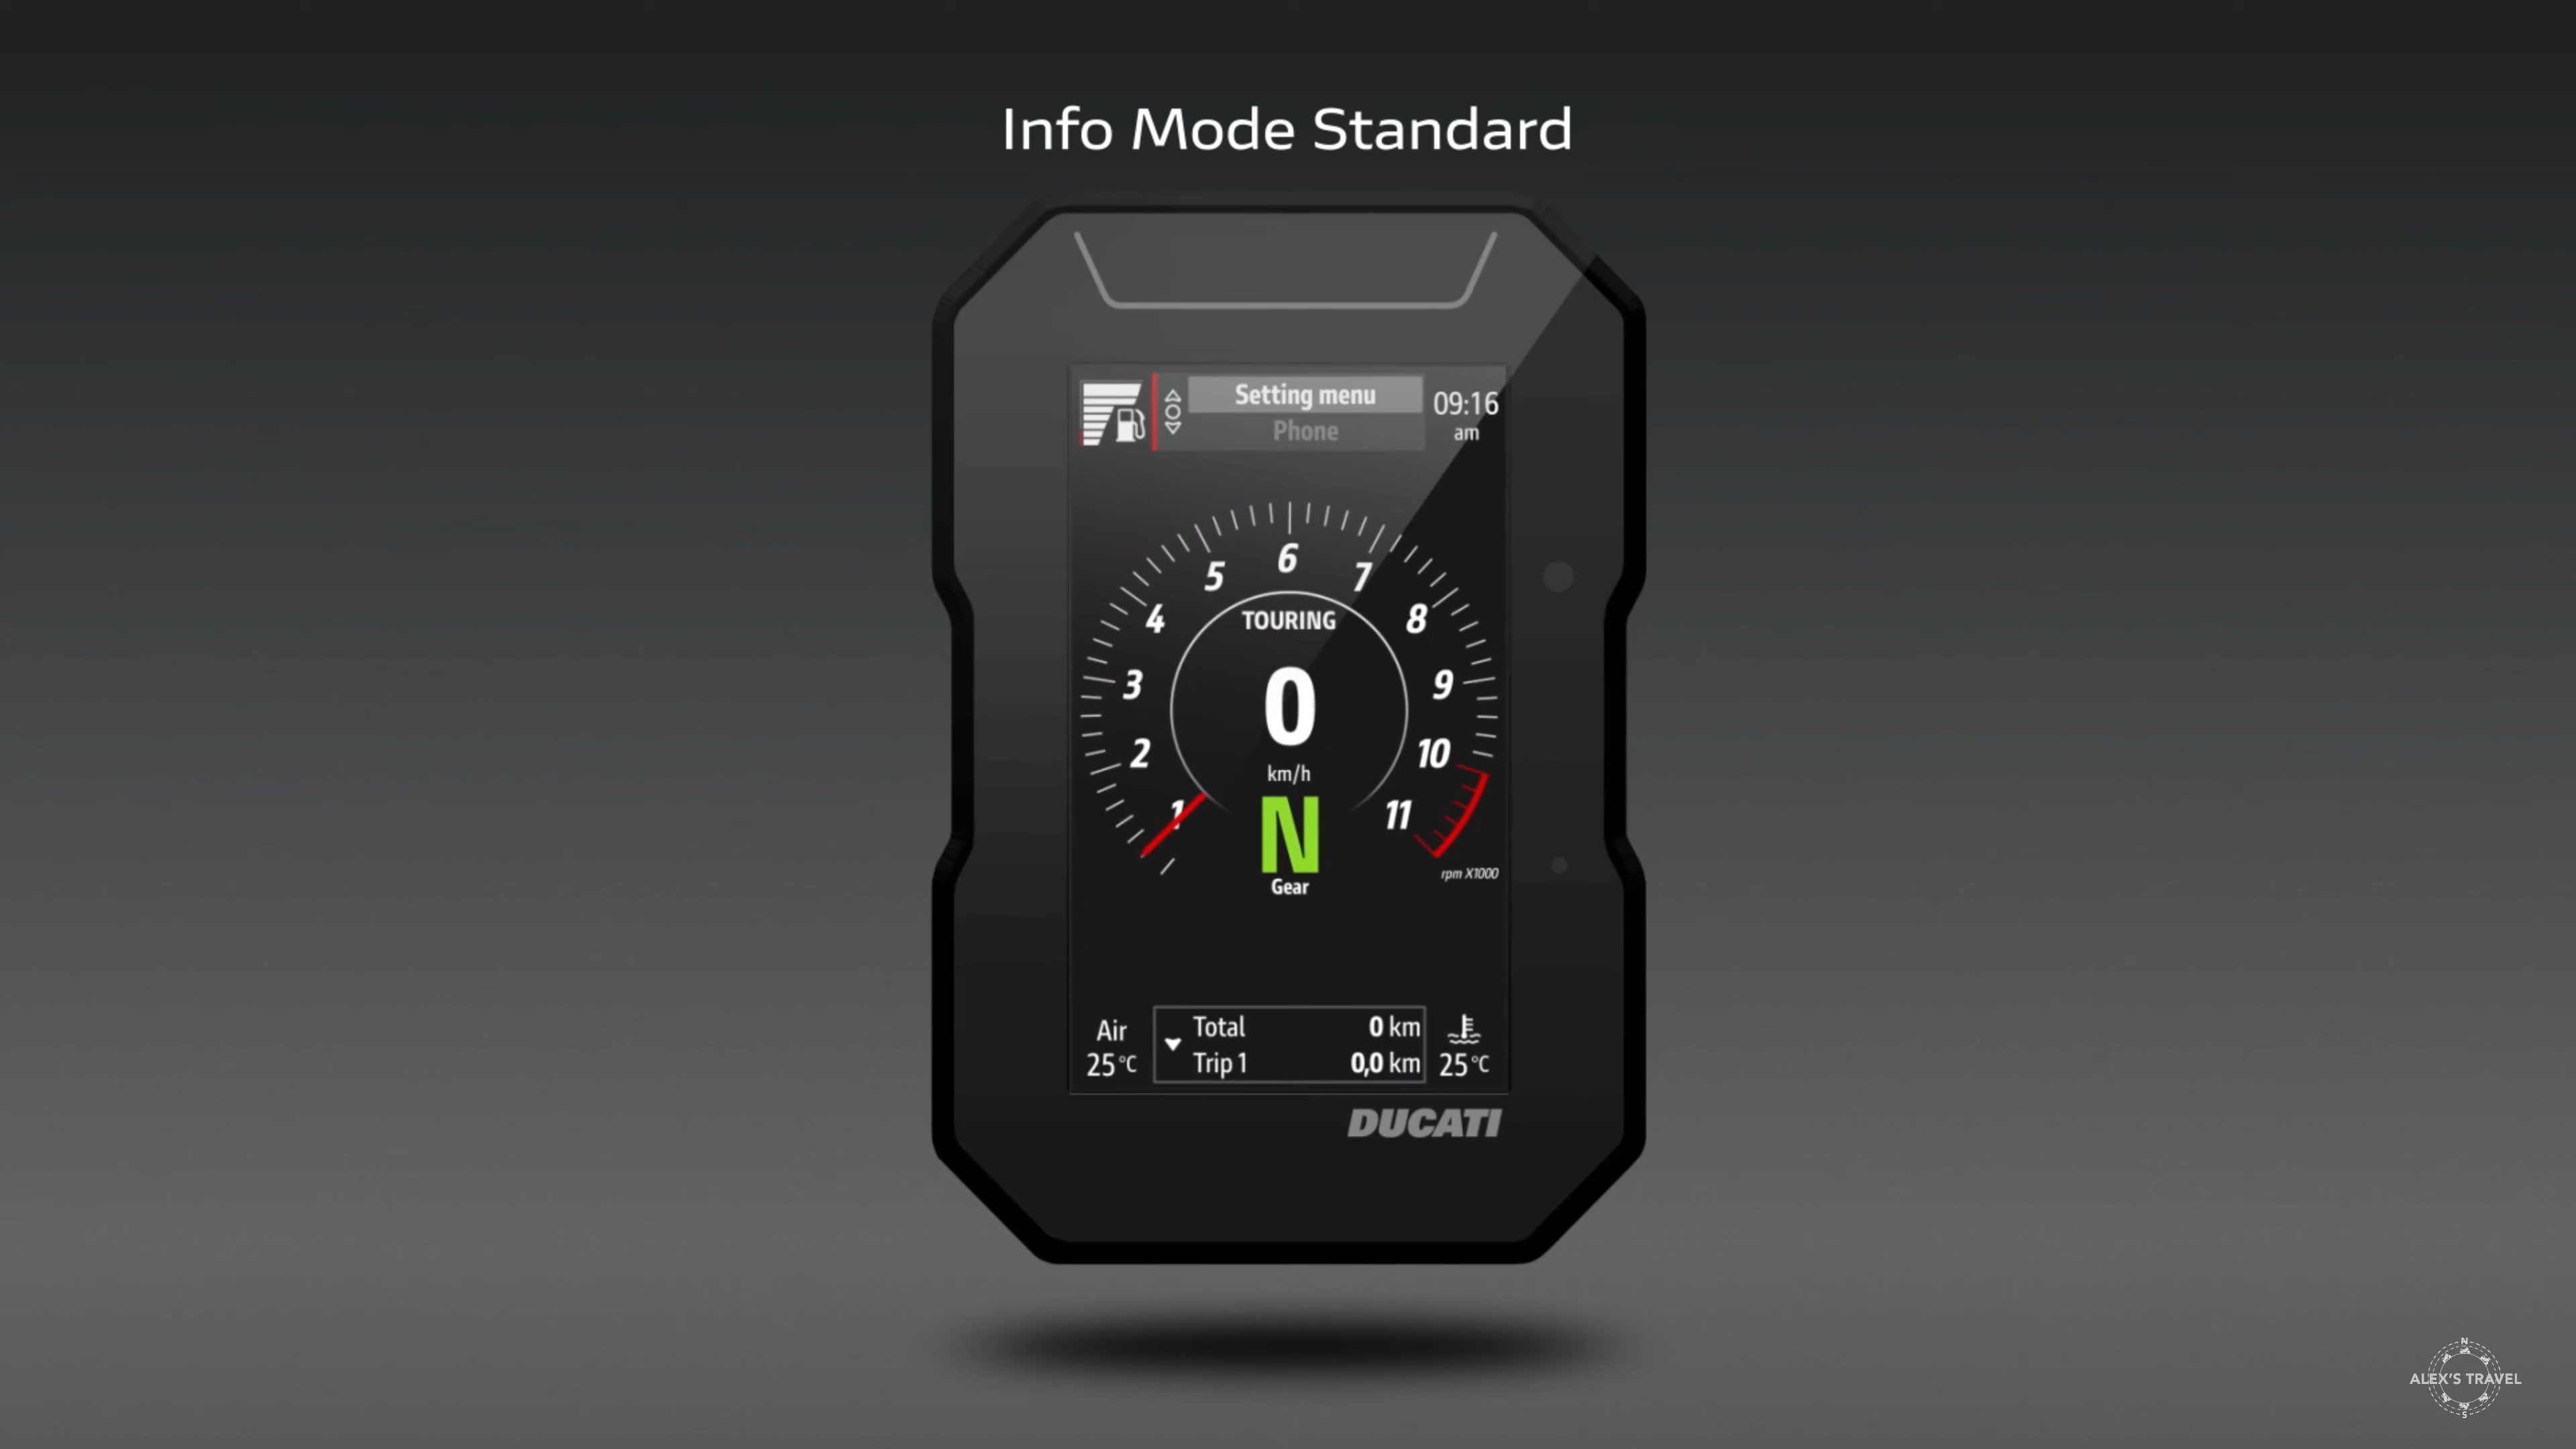 Info Mode Standard
Setting menu
Phone
09:16
am
6
5
7
4
8
TOURING
3
9
0
2
10
km/h
1
11
N
rpm X1000
Gear
Air
25 °C
Total 0 km
Trip 1 0,0 km
25 °C
DUCATI
N
ALEX'S TRAVEL
S